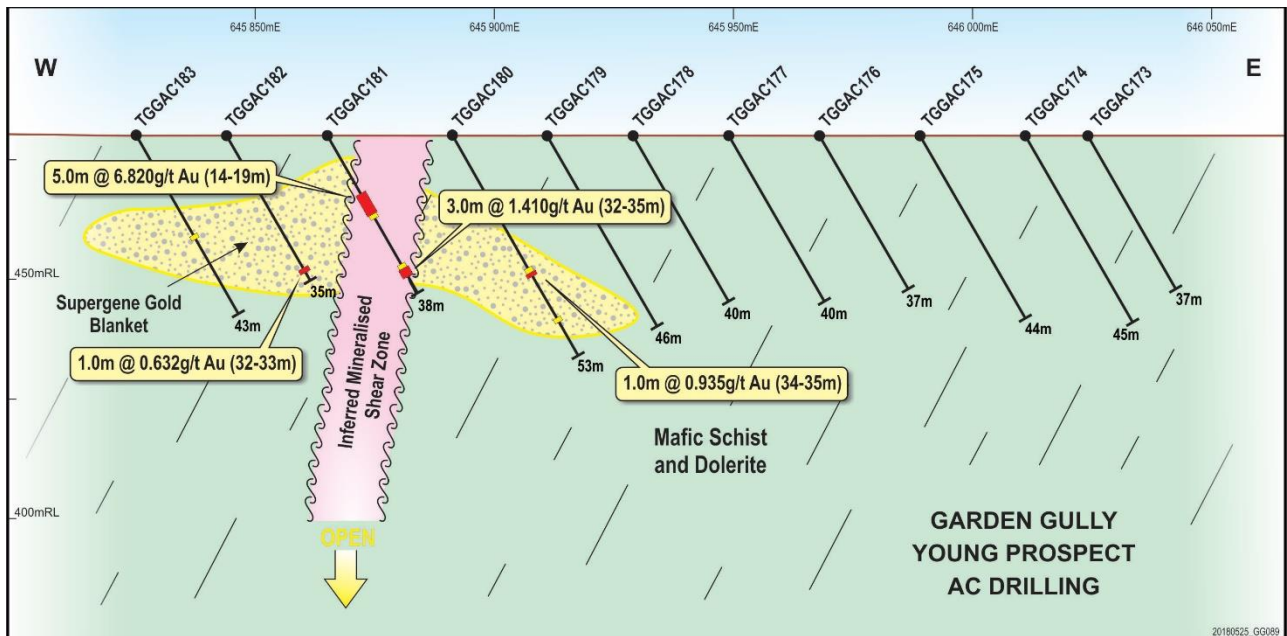 645 850mE
645 900mE
645 950mE
646 000mE
646 050mE
W
E
TGGAC183
TGGAC182
TGGAC181
TGGAC180
TGGAC179
TGGAC178
TGGAC177
TGGAC176
TGGAC175
TGGAC174
TGGAC173
5.0m @ 6.820g/t Au (14-19m)
3.0m @ 1.410g/t Au (32-35m)
450mRL
Supergene Gold
Blanket
43m
35m
38m
53m
46m
40m
40m
37m
44m
45m
37m
1.0m @ 0.632g/t Au (32-33m)
1.0m @ 0.935g/t Au (34-35m)
Inferred Mineralised
Shear Zone
Mafic Schist
and Dolerite
400mRL
OPEN
GARDEN GULLY
YOUNG PROSPECT
AC DRILLING
20180525_GG089